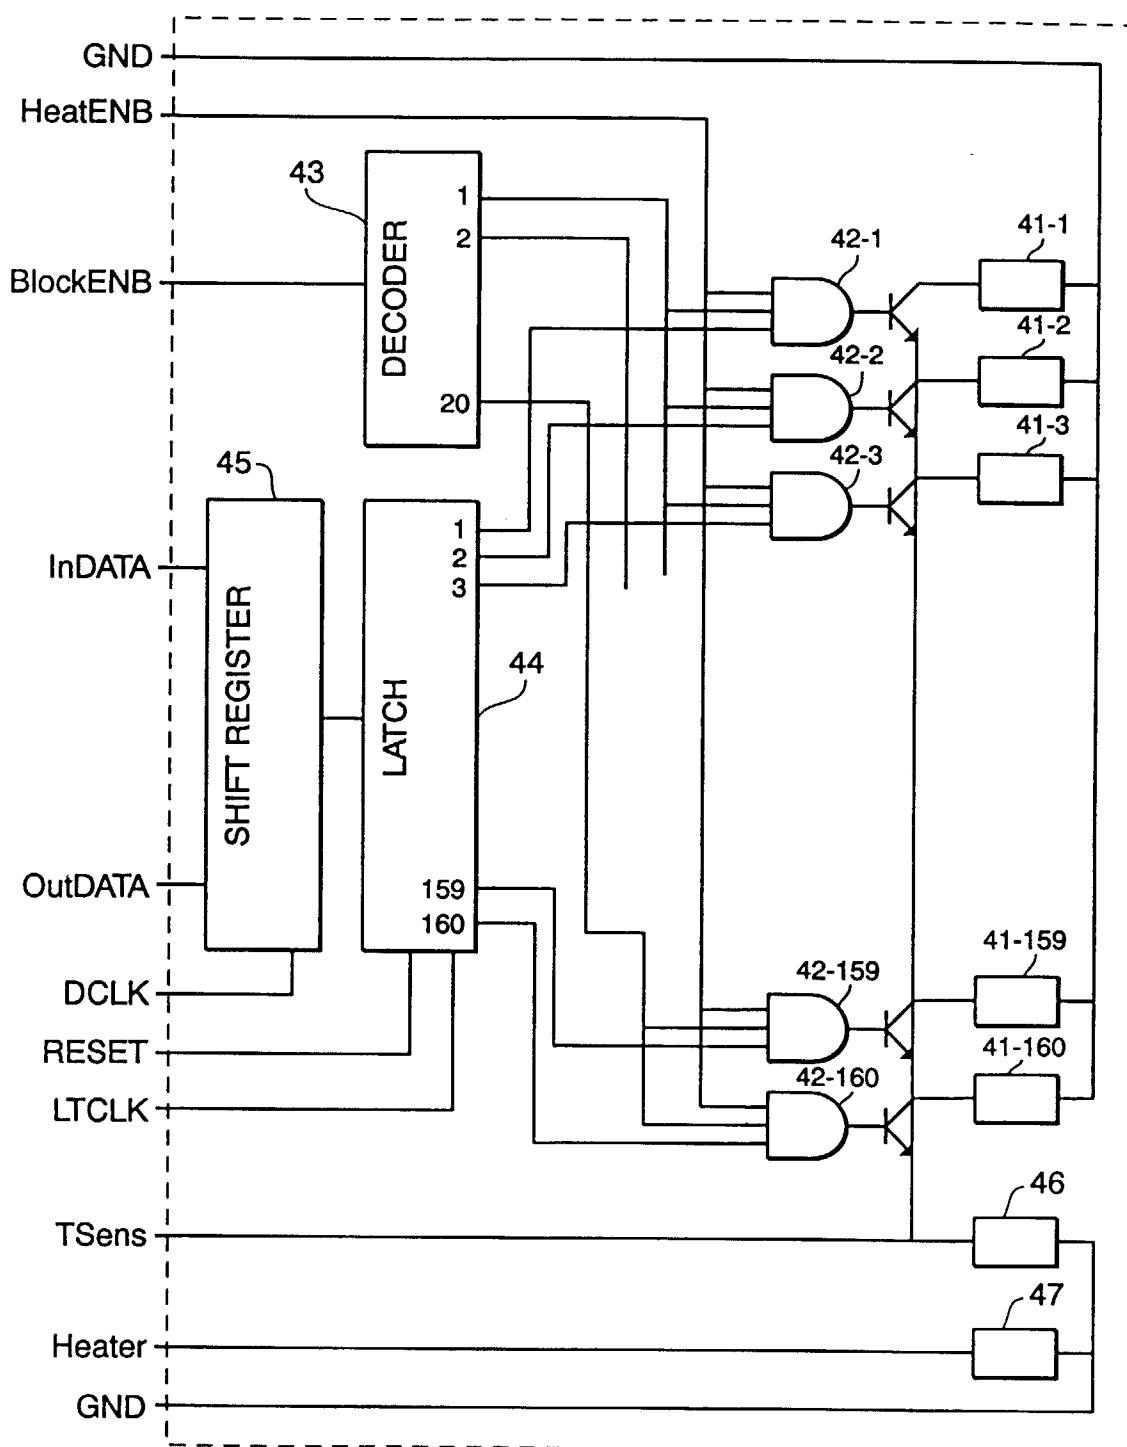 GND
HeatENB
43
1
2
DECODER
BlockENB
20
42-1
41-1
42-2
41-2
42-3
41-3
45
InDATA
SHIFT REGISTER
1
2
3
LATCH
44
OutDATA
159
160
DCLK
RESET
LTCLK
42-159
41-159
42-160
41-160
TSens
46
Heater
47
GND